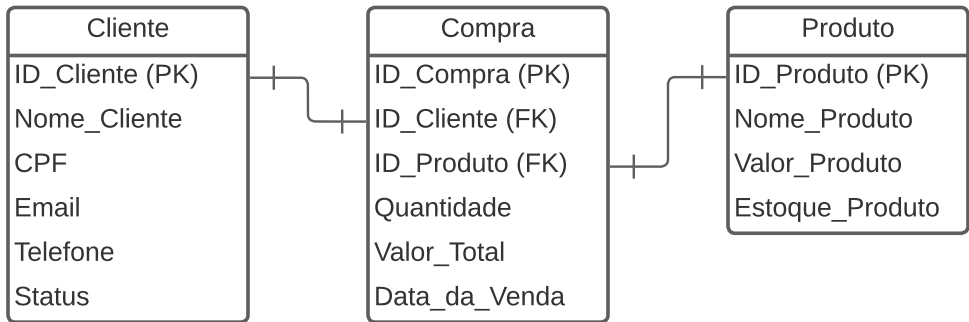 Cliente
ID_Cliente (PK)
Nome_Cliente
CPF
Email
Telefone
Status
Compra
ID_Compra (PK)
ID_Cliente (FK)
ID_Produto (FK)
Quantidade
Valor_Total
Data_da_Venda
Produto
ID_Produto (PK)
Nome_Produto
Valor_Produto
Estoque_Produto